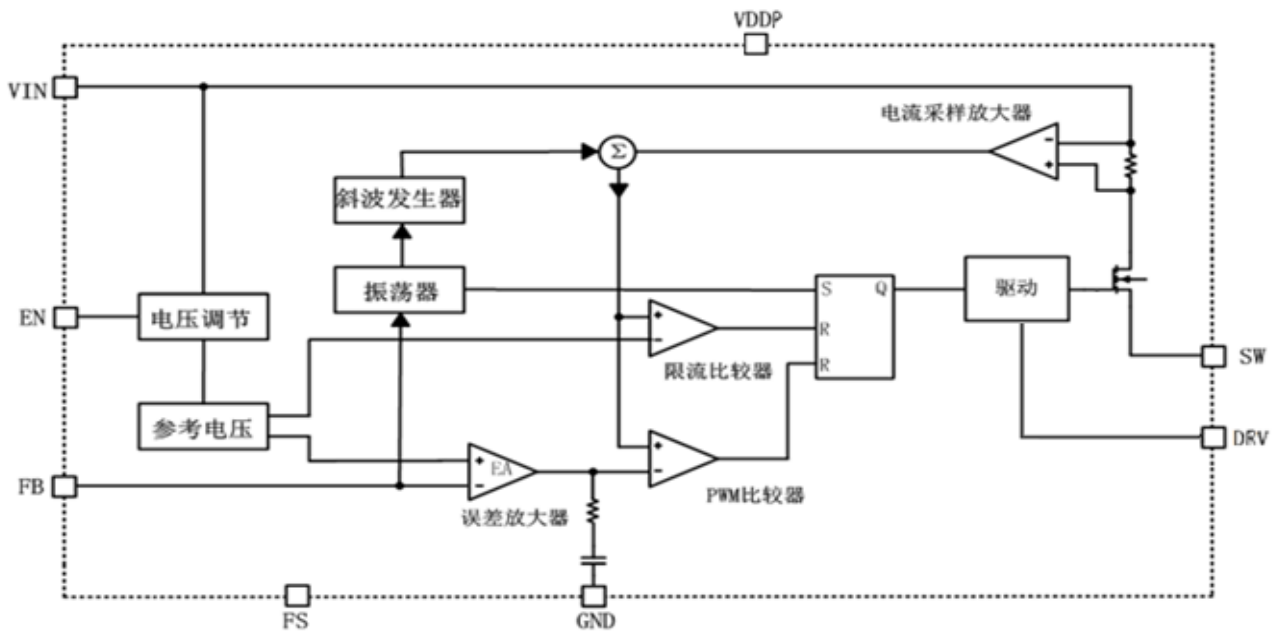 VDDP
VIN
电流采样放大器
-
+
Σ
斜波发生器
振荡器
S
Q
驱动
EN
电压调节
+
-
R
限流比较器
R
SW
参考电压
DRV
+
EA
-
+
-
FB
误差放大器
PWM比较器
FS
GND